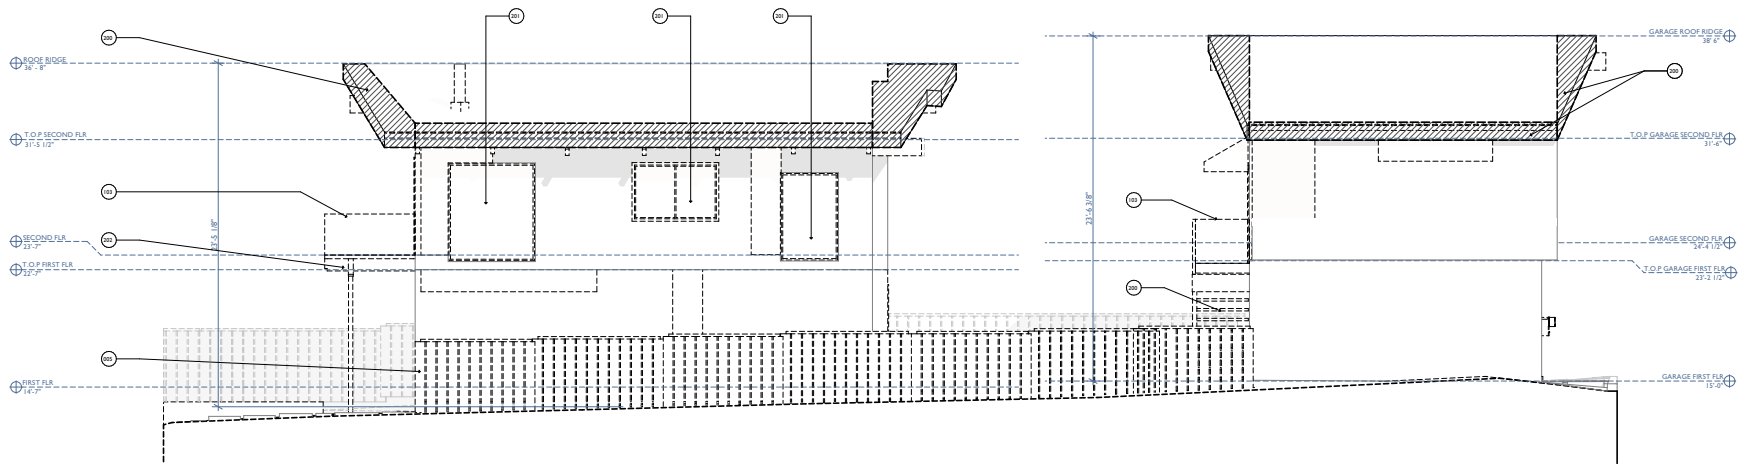 201
201
201
200
GARAGE ROOF RIDGE
38' 6"
ROOF RIDGE
36' - 8"
200
T.O.P SECOND FLR
31'-5 1/2"
T.O.P GARAGE SECOND FLR
31'-6"
103
103
23'-5 1/8"
23'-6 3/8"
SECOND FLR
23'-7"
202
GARAGE SECOND FLR
24'-4 1/2"
T.O.P FIRST FLR
22'-7"
T.O.P GARAGE FIRST FLR
23'-2 1/2"
200
005
FIRST FLR
14'-7"
GARAGE FIRST FLR
15'-0"